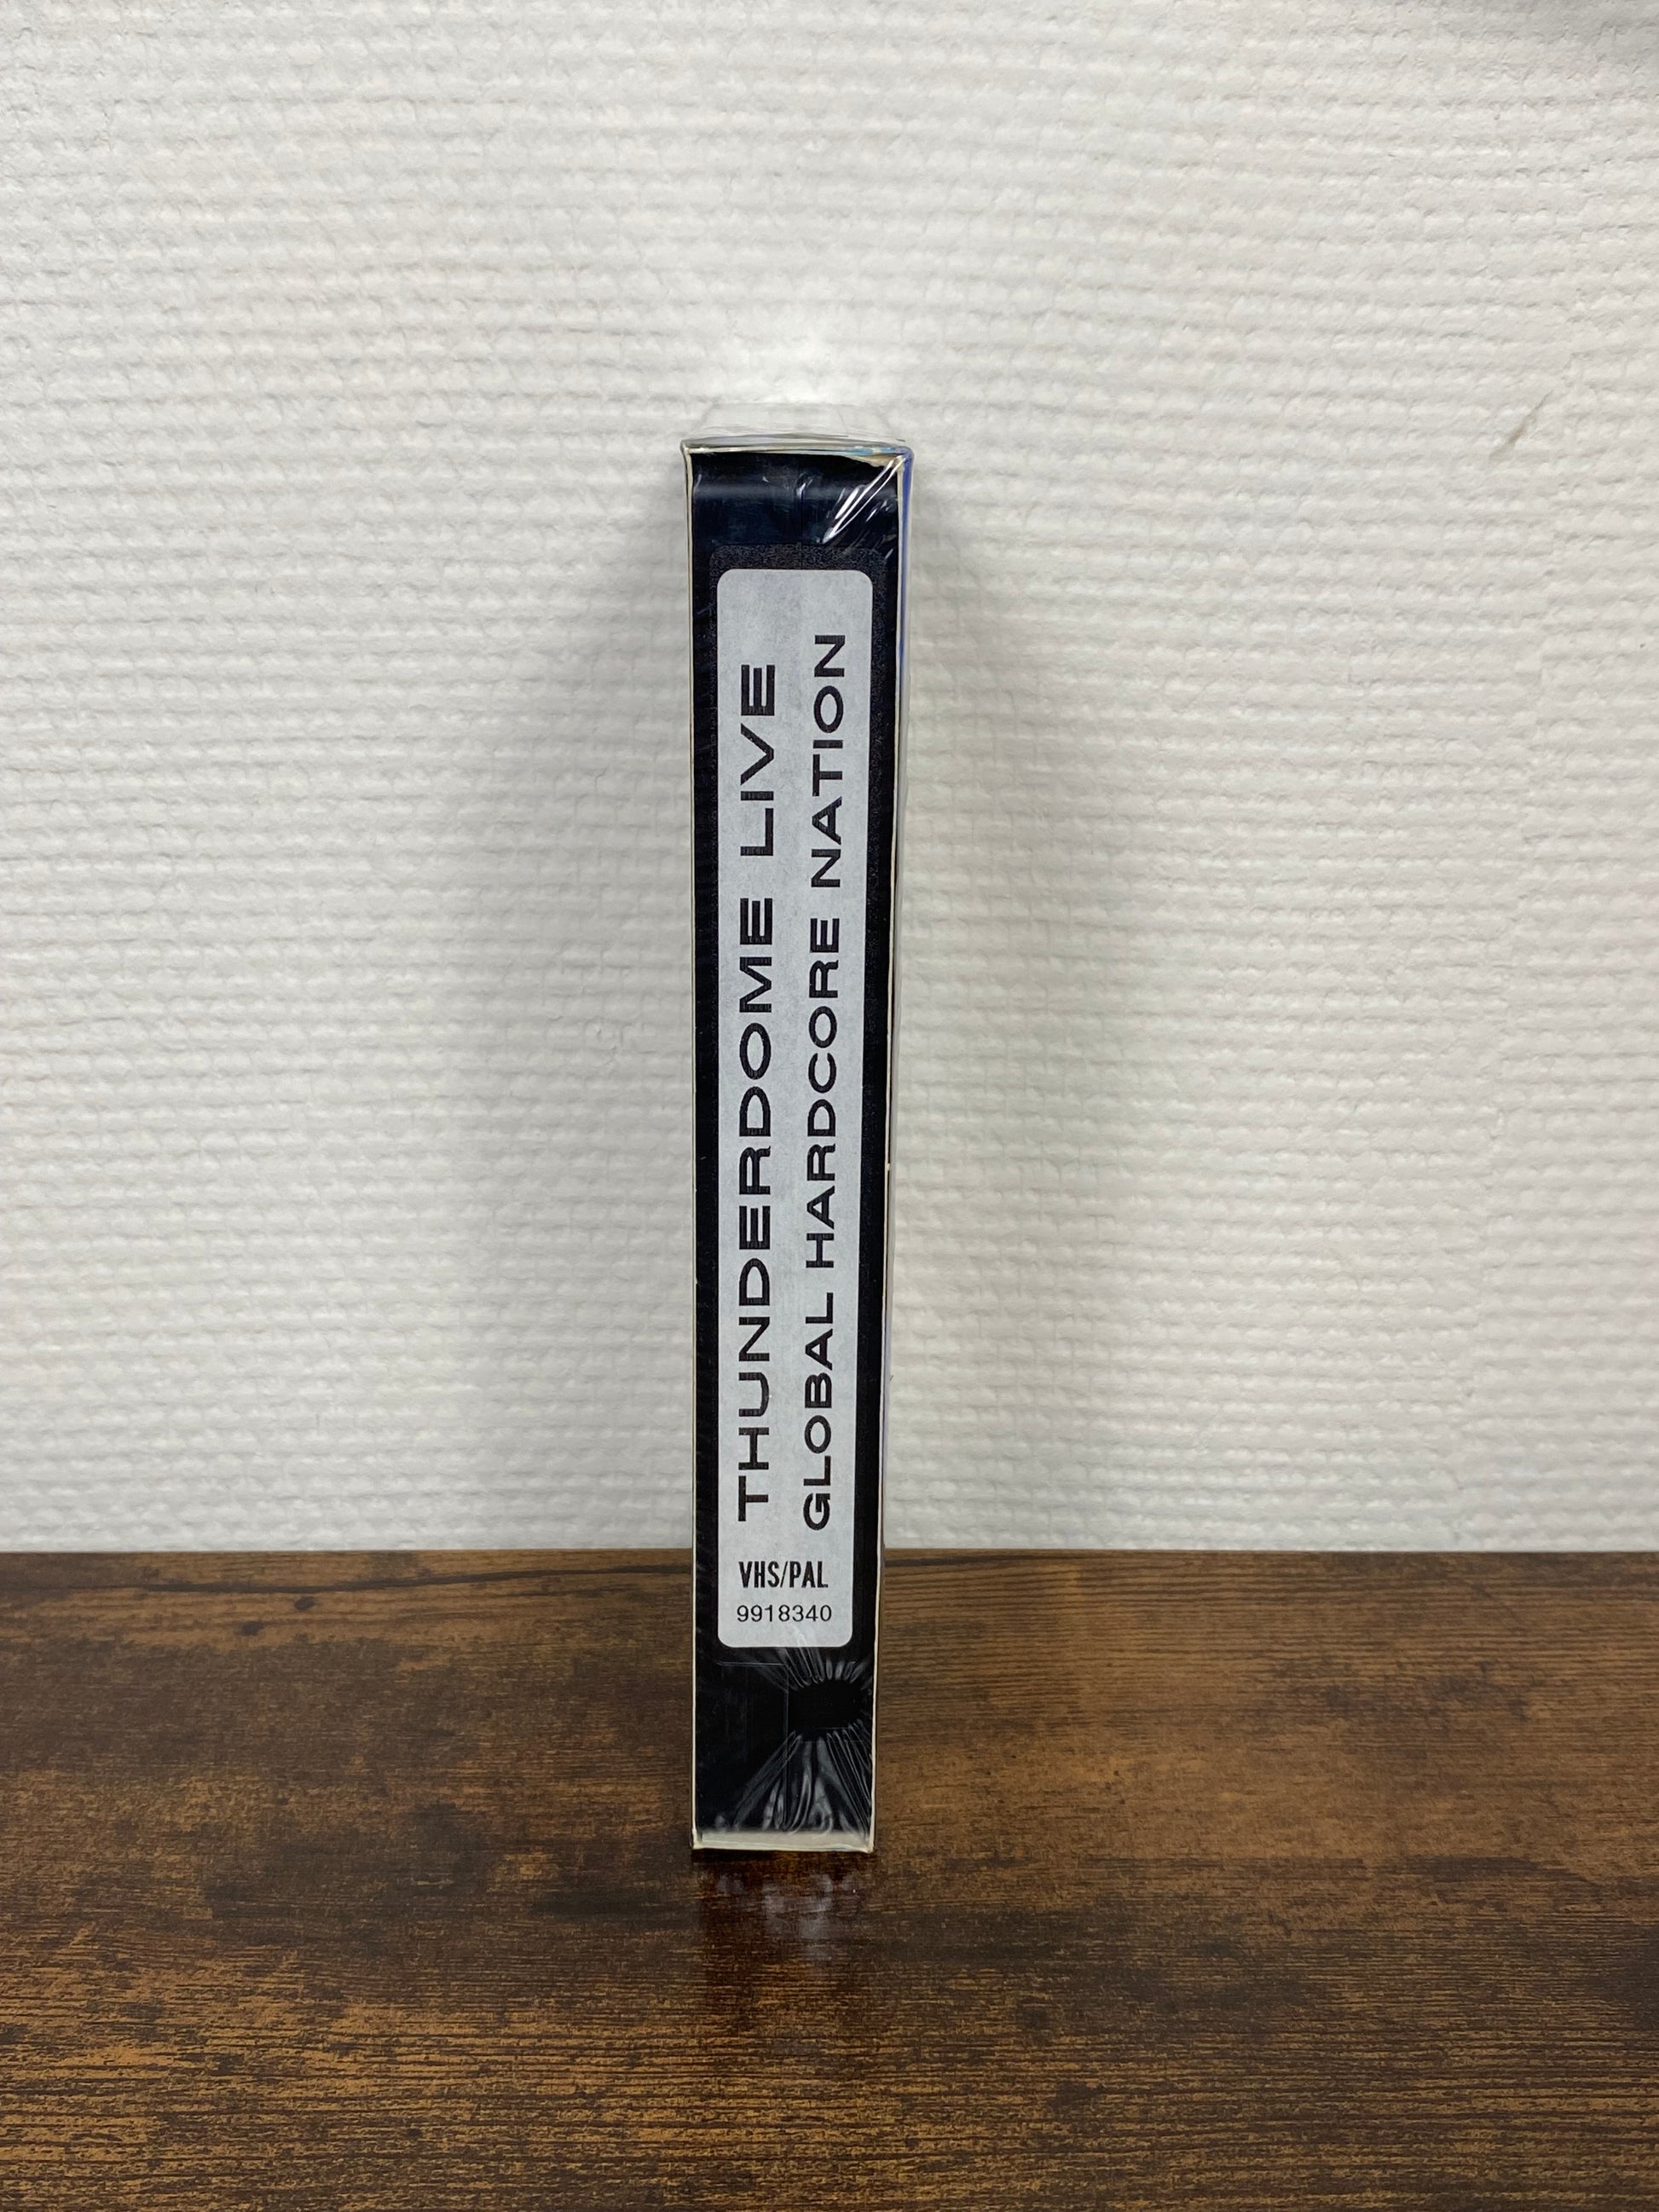 THUNDERDOME LIVE
GLOBAL HARDCORE NATION
VHS/PAL
9918340